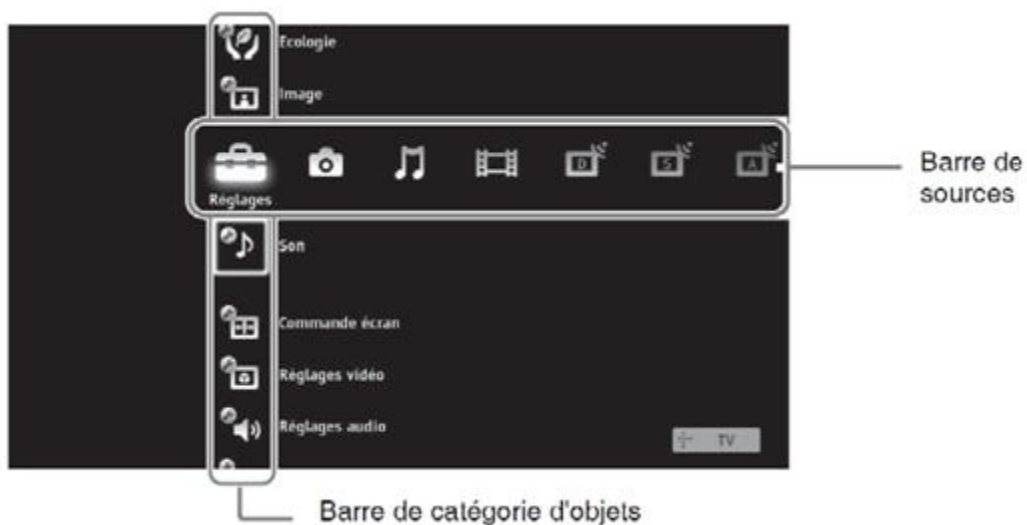 Ecologie
Image
D
S
A
Réglages
Barre de
sources
Son
Commande écran
Réglages vidéo
Réglages audio
TV
Barre de catégorie d'objets